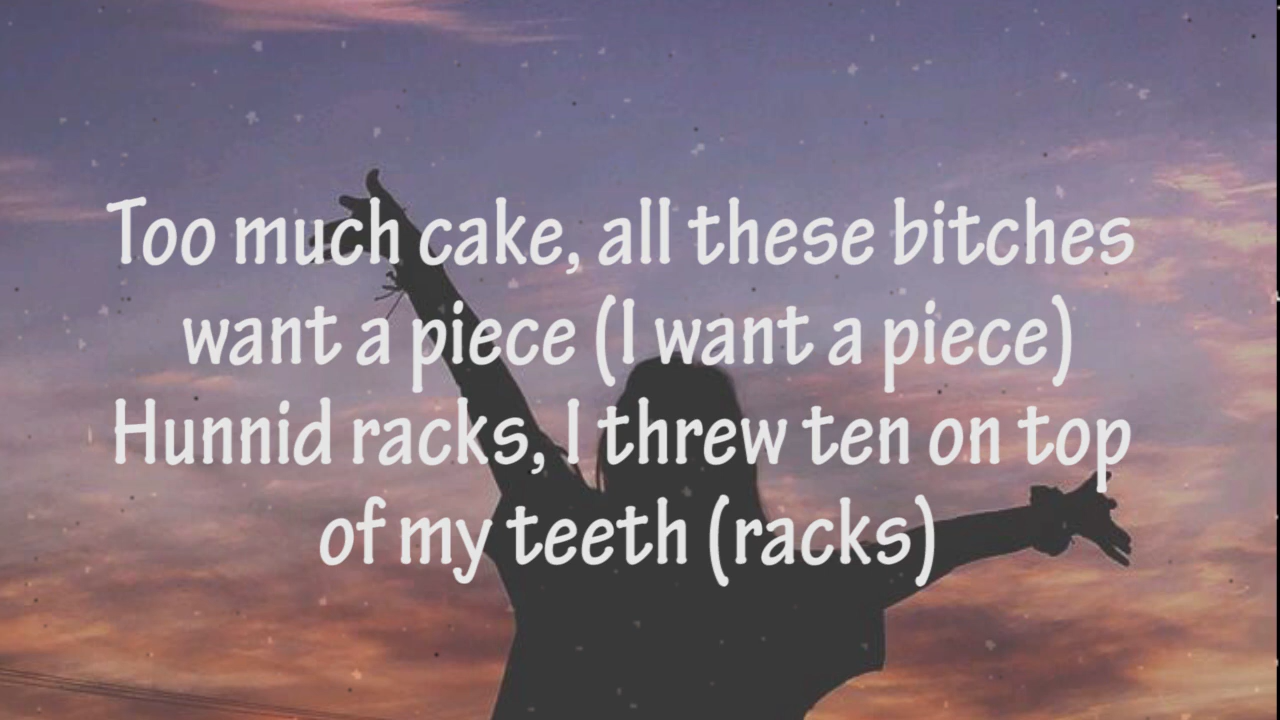 Too much cake, all these bitches
want a piece (I want a piece)
Hunnid racks, I threw ten on top
of my teeth (racks)